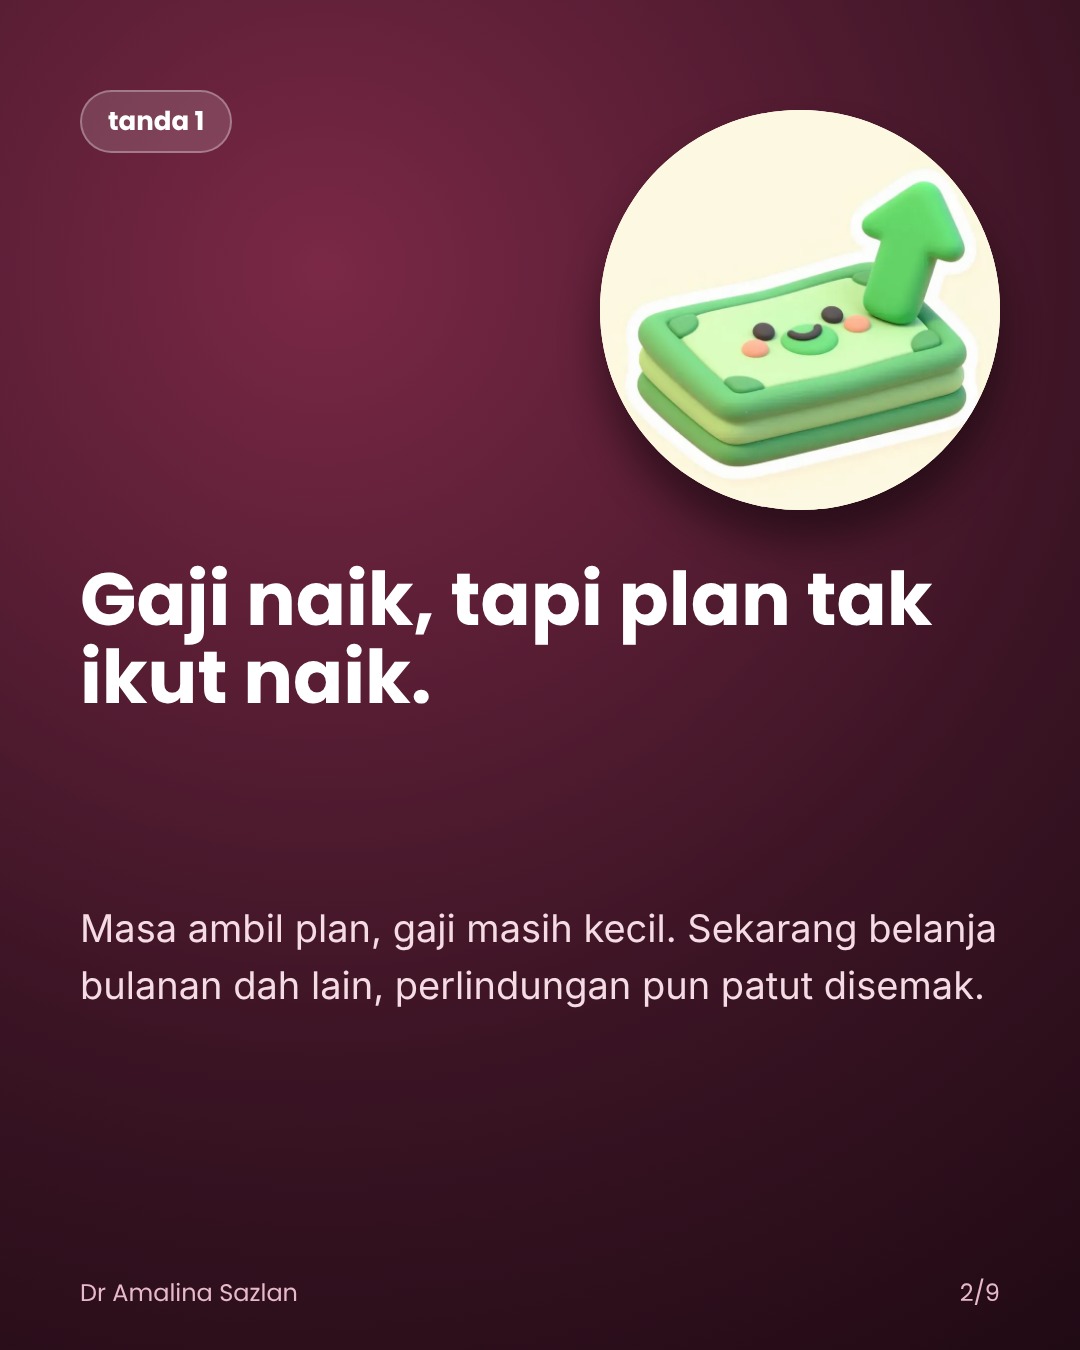 tanda 1
Gaji naik, tapi plan tak
ikut naik.
Masa ambil plan, gaji masih kecil. Sekarang belanja
bulanan dah lain, perlindungan pun patut disemak.
Dr Amalina Sazlan
2/9